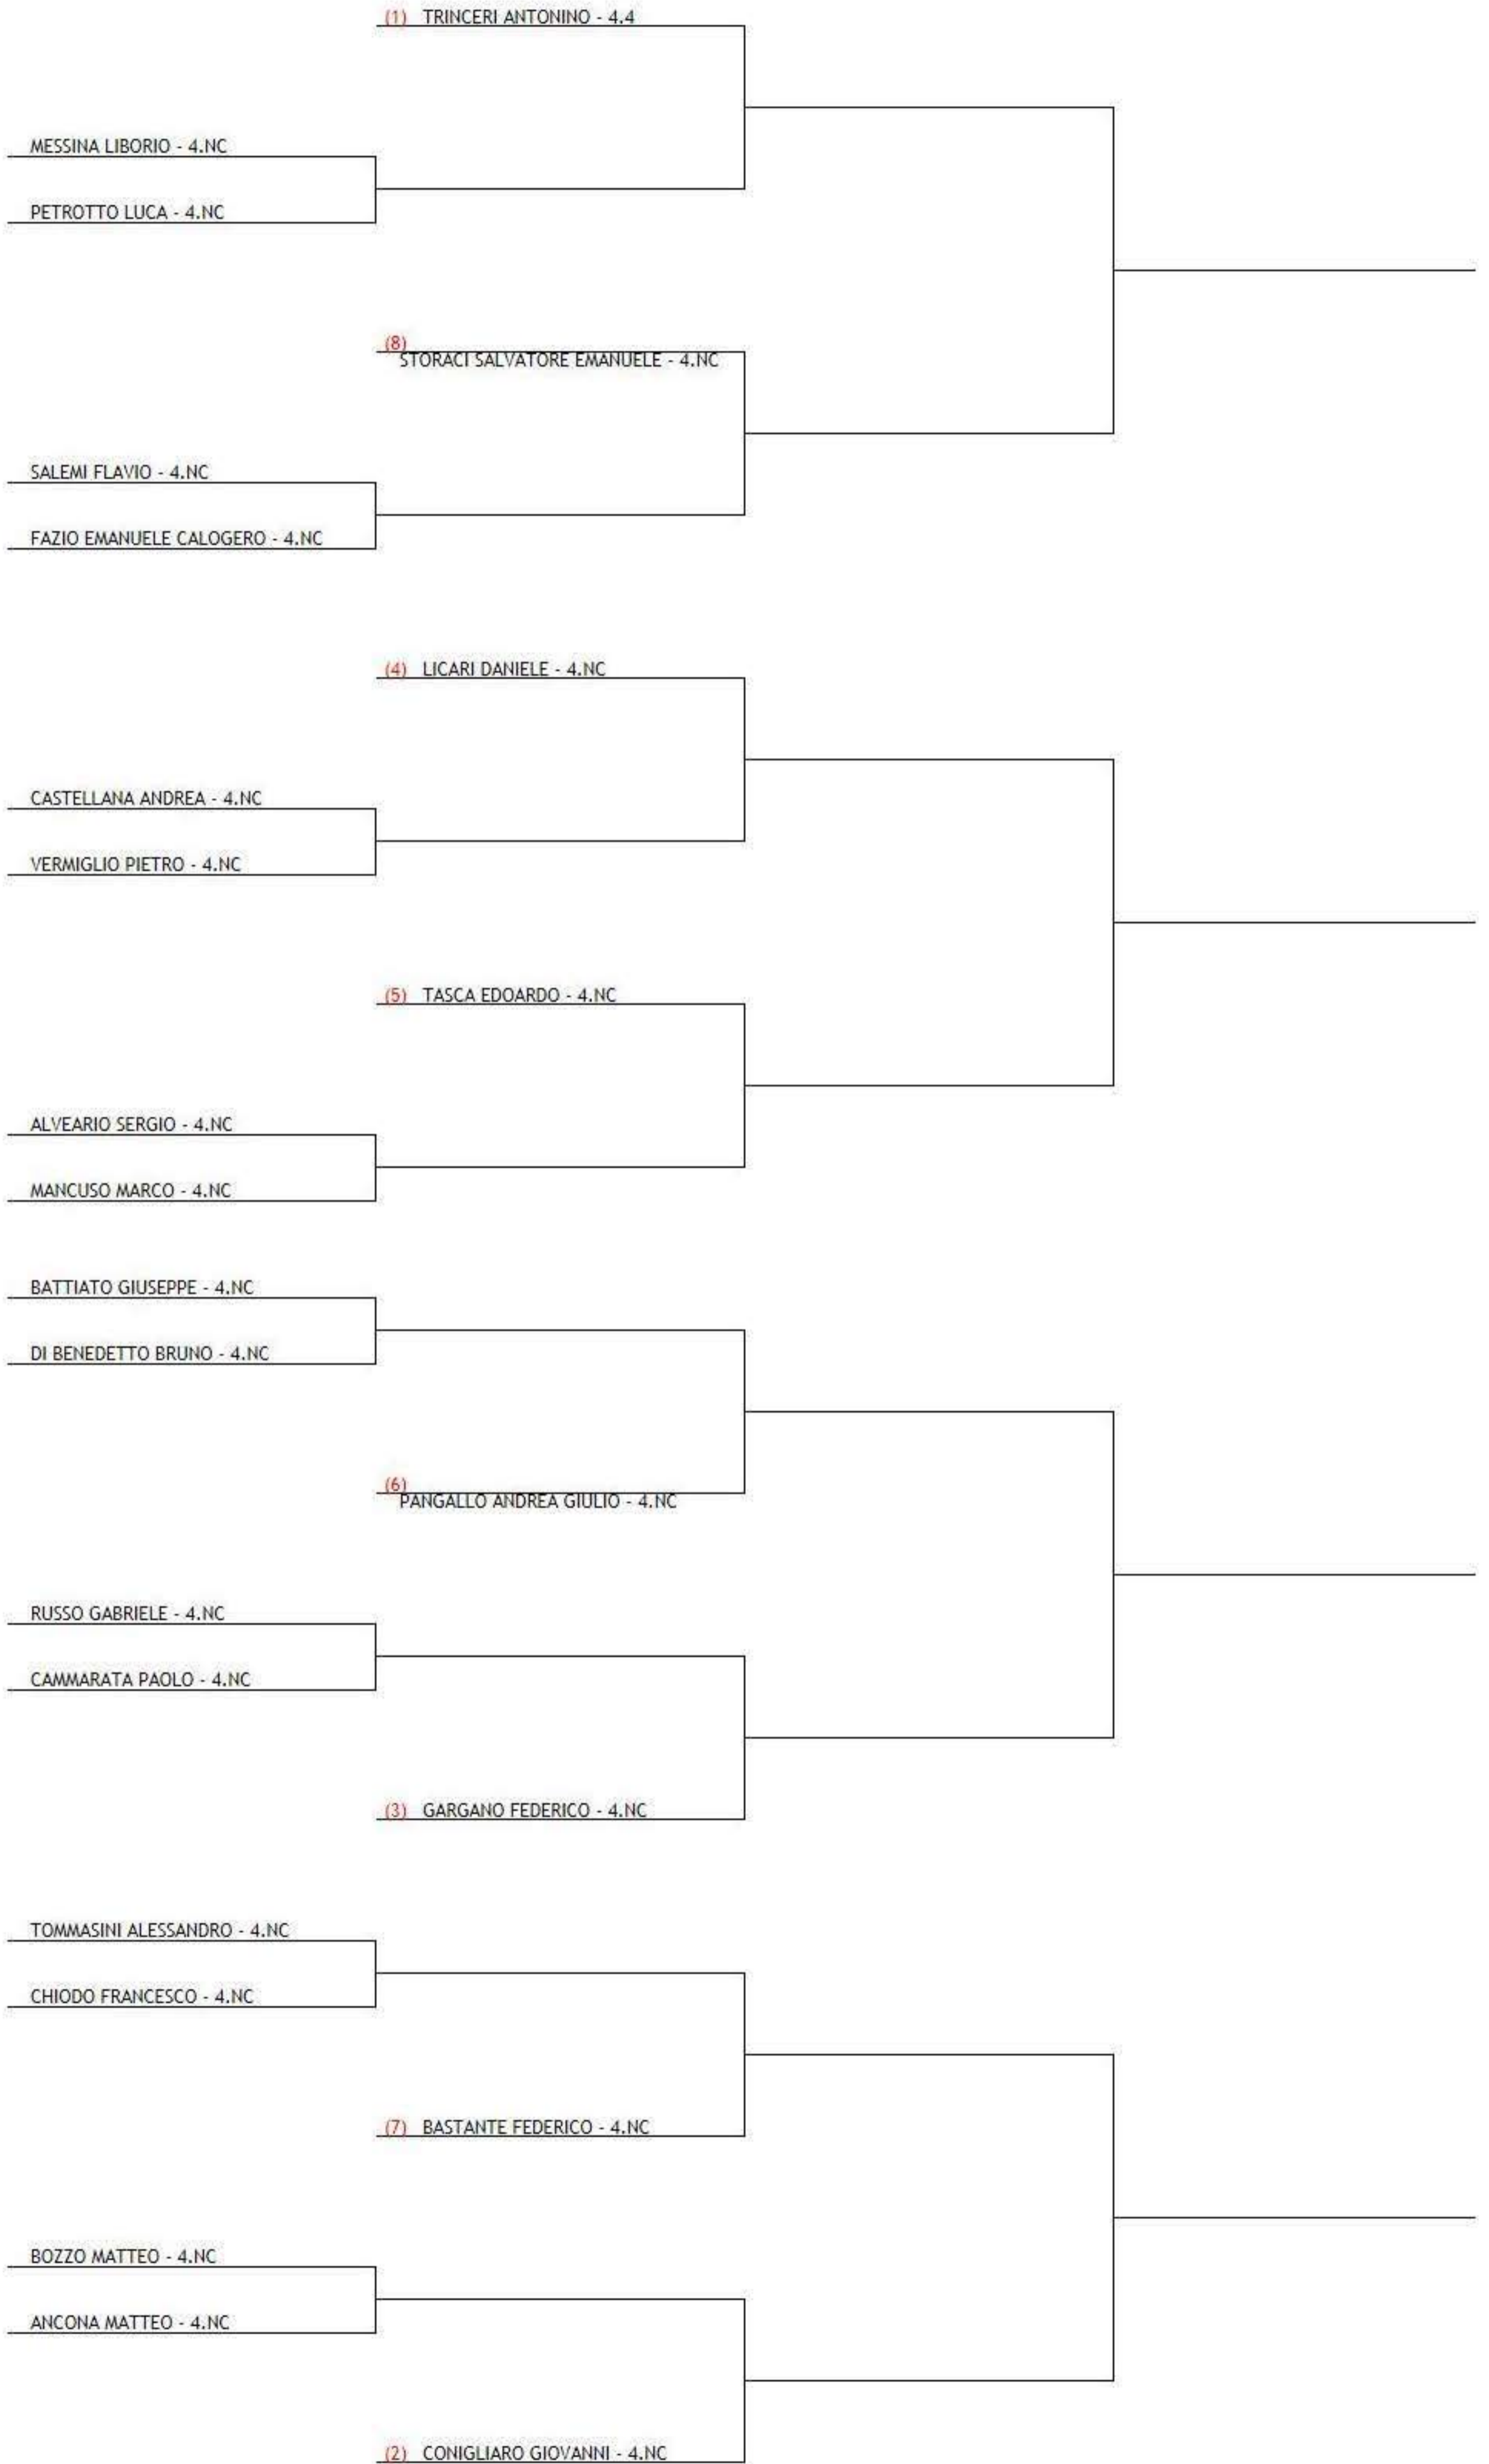 (1) TRINCERI ANTONINO - 4.4
MESSINA LIBORIO - 4.NC
PETROTTO LUCA - 4.NC
(8)
STORACI SALVATORE EMANUELE - 4.NC
SALEMI FLAVIO - 4.NC
FAZIO EMANUELE CALOGERO - 4.NC
(4) LICARI DANIELE - 4.NC
CASTELLANA ANDREA - 4.NC
VERMIGLIO PIETRO - 4.NC
(5) TASCA EDOARDO - 4.NC
ALVEARIO SERGIO - 4.NC
MANCUSO MARCO - 4.NC
BATTIATO GIUSEPPE - 4.NC
DI BENEDETTO BRUNO - 4.NC
(6)
PANGALLO ANDREA GIULIO - 4.NC
RUSSO GABRIELE - 4.NC
CAMMARATA PAOLO - 4.NC
(3) GARGANO FEDERICO - 4.NC
TOMMASINI ALESSANDRO - 4.NC
CHIODO FRANCESCO - 4.NC
(7) BASTANTE FEDERICO - 4.NC
BOZZO MATTEO - 4.NC
ANCONA MATTEO - 4.NC
(2) CONIGLIARO GIOVANNI - 4.NC